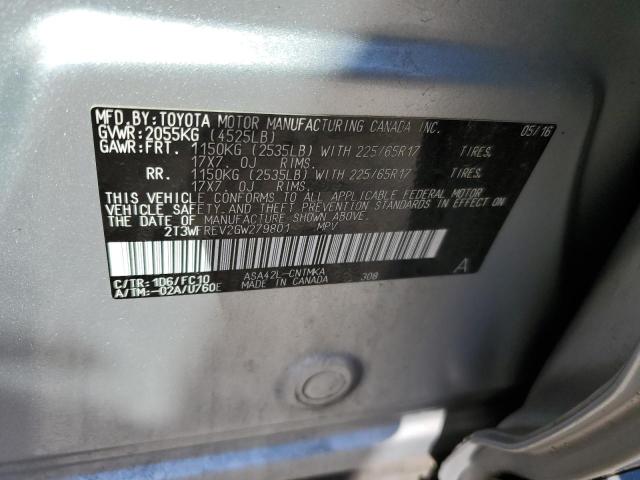 MFD.BY:TOYOTA MOTOR MANUFACTURING CANADA INC. 05/16
GVWR:2055KG (4525LB)
GAWR:FRT. 1150KG (2535LB) WITH 225/65R17 TIRES.
17X7.0J RIMS.
RR. 1150KG (2535LB) WITH 225/65R17 TIRES.
17X7.0J RIMS.
THIS VEHICLE CONFORMS TO ALL APPLICABLE FEDERAL MOTOR
VEHICLE SAFETY, AND THEFT PREVENTION STANDARDS IN EFFECT ON
THE DATE OF MANUFACTURE SHOWN ABOVE.
2T3WFREV2GW279801 MPV
C/TR:1D6/FC10 ASA42L-CNTMKA 308 A
A/TM:-02A/U760E MADE IN CANADA